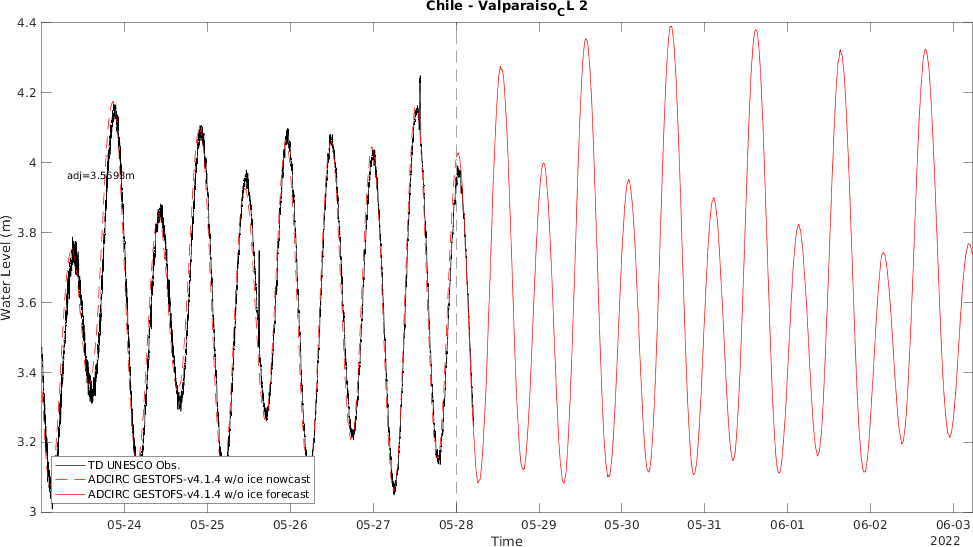 Chile - Valparaiso_CL 2
4.4
4.2
4
3.8
3.6
3.4
3.2
3
Water Level (m)
adj=3.5593m
TD UNESCO Obs.
ADCIRC GESTOFS-v4.1.4 w/o ice nowcast
ADCIRC GESTOFS-v4.1.4 w/o ice forecast
05-24
05-25
05-26
05-27
05-28
05-29
05-30
05-31
06-01
06-02
06-03
Time
2022